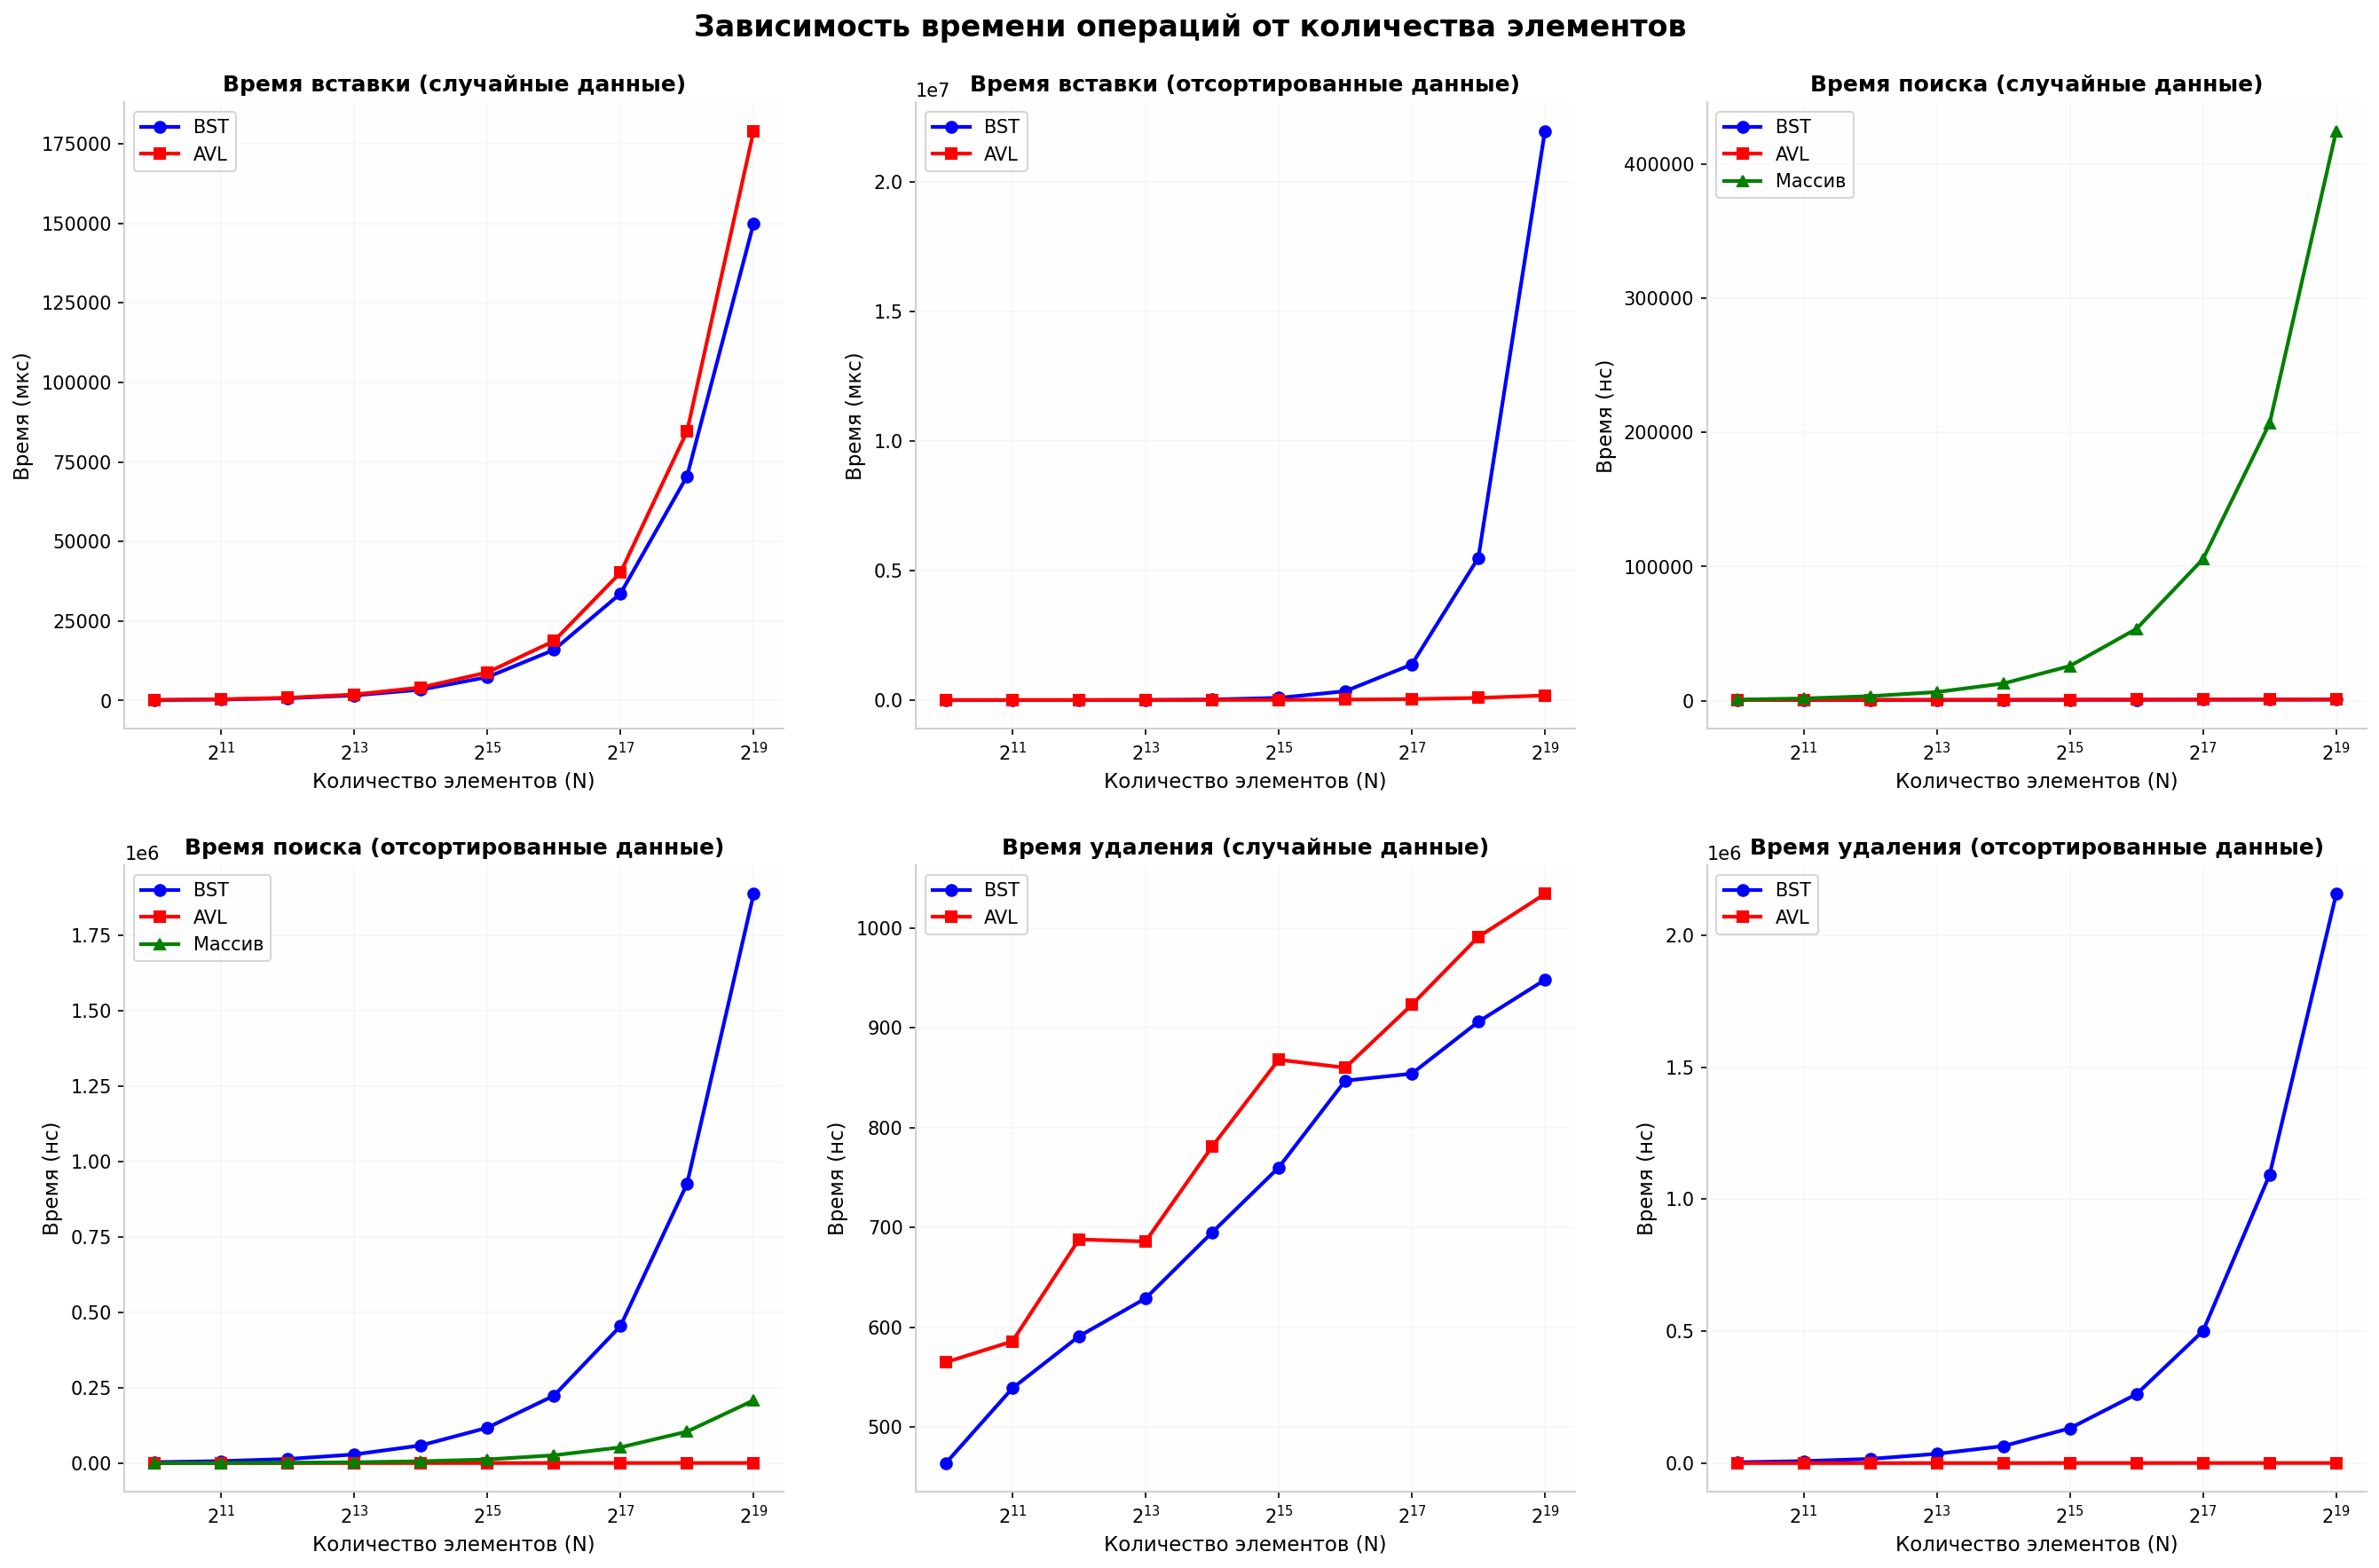 Зависимость времени операций от количества элементов
Время вставки (случайные данные)
BST
AVL
175000
150000
125000
100000
75000
50000
25000
0
Время (мкс)
2^11 2^13 2^15 2^17 2^19
Количество элементов (N)
1e7 Время вставки (отсортированные данные)
BST
AVL
2.0
1.5
1.0
0.5
0.0
Время (мкс)
2^11 2^13 2^15 2^17 2^19
Количество элементов (N)
Время поиска (случайные данные)
BST
AVL
Массив
400000
300000
200000
100000
0
Время (нс)
2^11 2^13 2^15 2^17 2^19
Количество элементов (N)
1e6 Время поиска (отсортированные данные)
BST
AVL
Массив
1.75
1.50
1.25
1.00
0.75
0.50
0.25
0.00
Время (нс)
2^11 2^13 2^15 2^17 2^19
Количество элементов (N)
Время удаления (случайные данные)
BST
AVL
1000
900
800
700
600
500
Время (нс)
2^11 2^13 2^15 2^17 2^19
Количество элементов (N)
1e6 Время удаления (отсортированные данные)
BST
AVL
2.0
1.5
1.0
0.5
0.0
Время (нс)
2^11 2^13 2^15 2^17 2^19
Количество элементов (N)